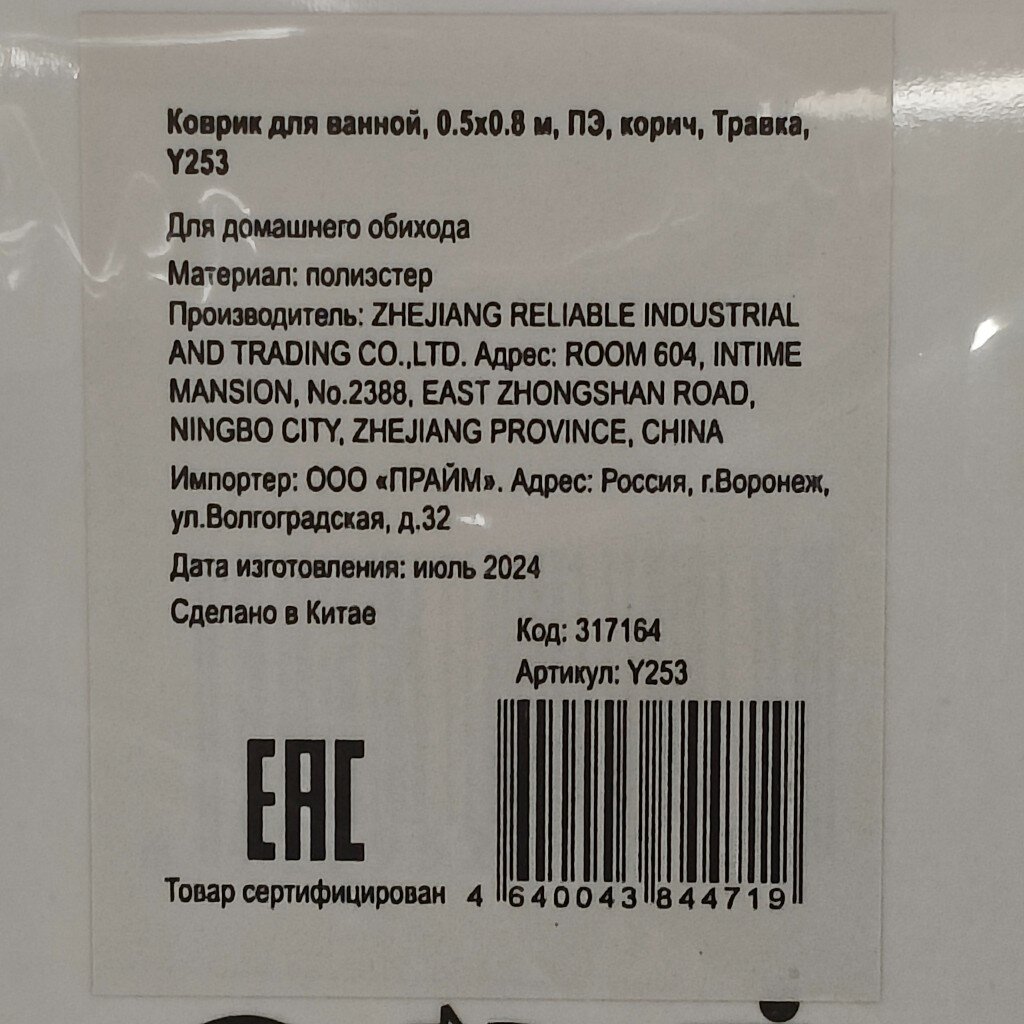 Коврик для ванной, 0.5х0.8 м, ПЭ, корич, Травка,
Y253
Для домашнего обихода
Материал: полиэстер
Производитель: ZHEJIANG RELIABLE INDUSTRIAL
AND TRADING CO.,LTD. Адрес: ROOM 604, INTIME
MANSION, No.2388, EAST ZHONGSHAN ROAD,
NINGBO CITY, ZHEJIANG PROVINCE, CHINA
Импортер: ООО «ПРАЙМ». Адрес: Россия, г.Воронеж,
ул.Волгоградская, д.32
Дата изготовления: июль 2024
Сделано в Китае
Код: 317164
Артикул: Y253
EAC
Товар сертифицирован
4 640043 844719